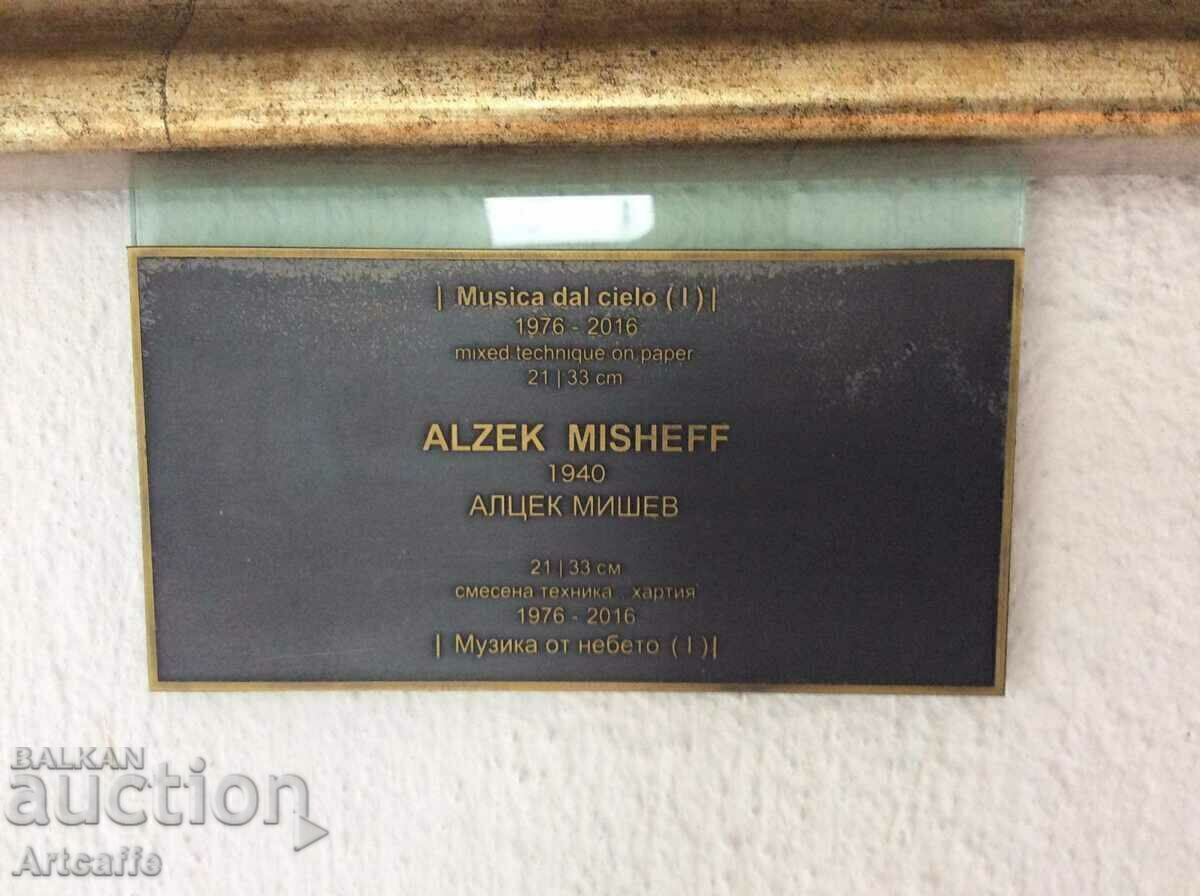 | Musica dal cielo ( I ) |
1976 - 2016
mixed technique on paper
21 | 33 cm
ALZEK MISHEFF
1940
АЛЦЕК МИШЕВ
21 | 33 см
смесена техника . хартия
1976 - 2016
| Музика от небето ( I ) |
BALKAN
auction
Artcaffe